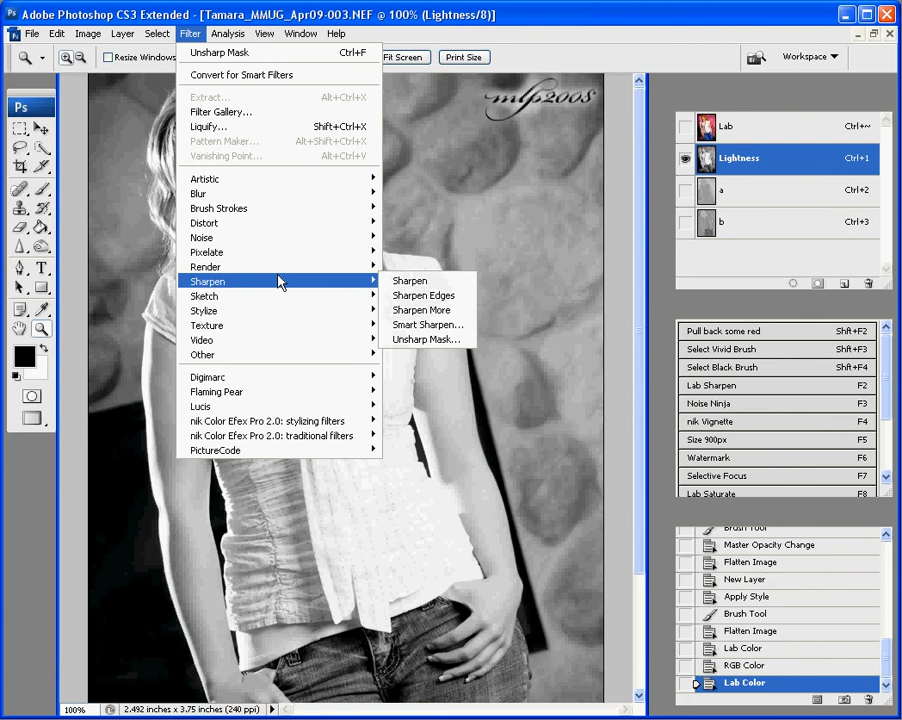 Adobe Photoshop CS3 Extended - [Tamara_MMUG_Apr09-003.NEF @ 100% (Lightness/8)]
File Edit Image Layer Select Filter Analysis View Window Help
Resize Windows Fit Screen Print Size Workspace
Unsharp Mask Ctrl+F
Convert for Smart Filters
Extract... Alt+Ctrl+X
Filter Gallery...
Liquify... Shift+Ctrl+X
Pattern Maker... Alt+Shift+Ctrl+X
Vanishing Point... Alt+Ctrl+V
Artistic
Blur
Brush Strokes
Distort
Noise
Pixelate
Render
Sharpen
Sketch
Stylize
Texture
Video
Other
Digimarc
Flaming Pear
Lucis
nik Color Efex Pro 2.0: stylizing filters
nik Color Efex Pro 2.0: traditional filters
PictureCode
Sharpen
Sharpen Edges
Sharpen More
Smart Sharpen...
Unsharp Mask...
mlp2008
Ps
Lab Ctrl+~
Lightness Ctrl+1
a Ctrl+2
b Ctrl+3
Pull back some red Shft+F2
Select Vivid Brush Shft+F3
Select Black Brush Shft+F4
Lab Sharpen F2
Noise Ninja F3
nik Vignette F4
Size 900px F5
Watermark F6
Selective Focus F7
Lab Saturate F8
Brush Tool
Master Opacity Change
Flatten Image
New Layer
Apply Style
Brush Tool
Flatten Image
Lab Color
RGB Color
Lab Color
100% 2.492 inches x 3.75 inches (240 ppi)